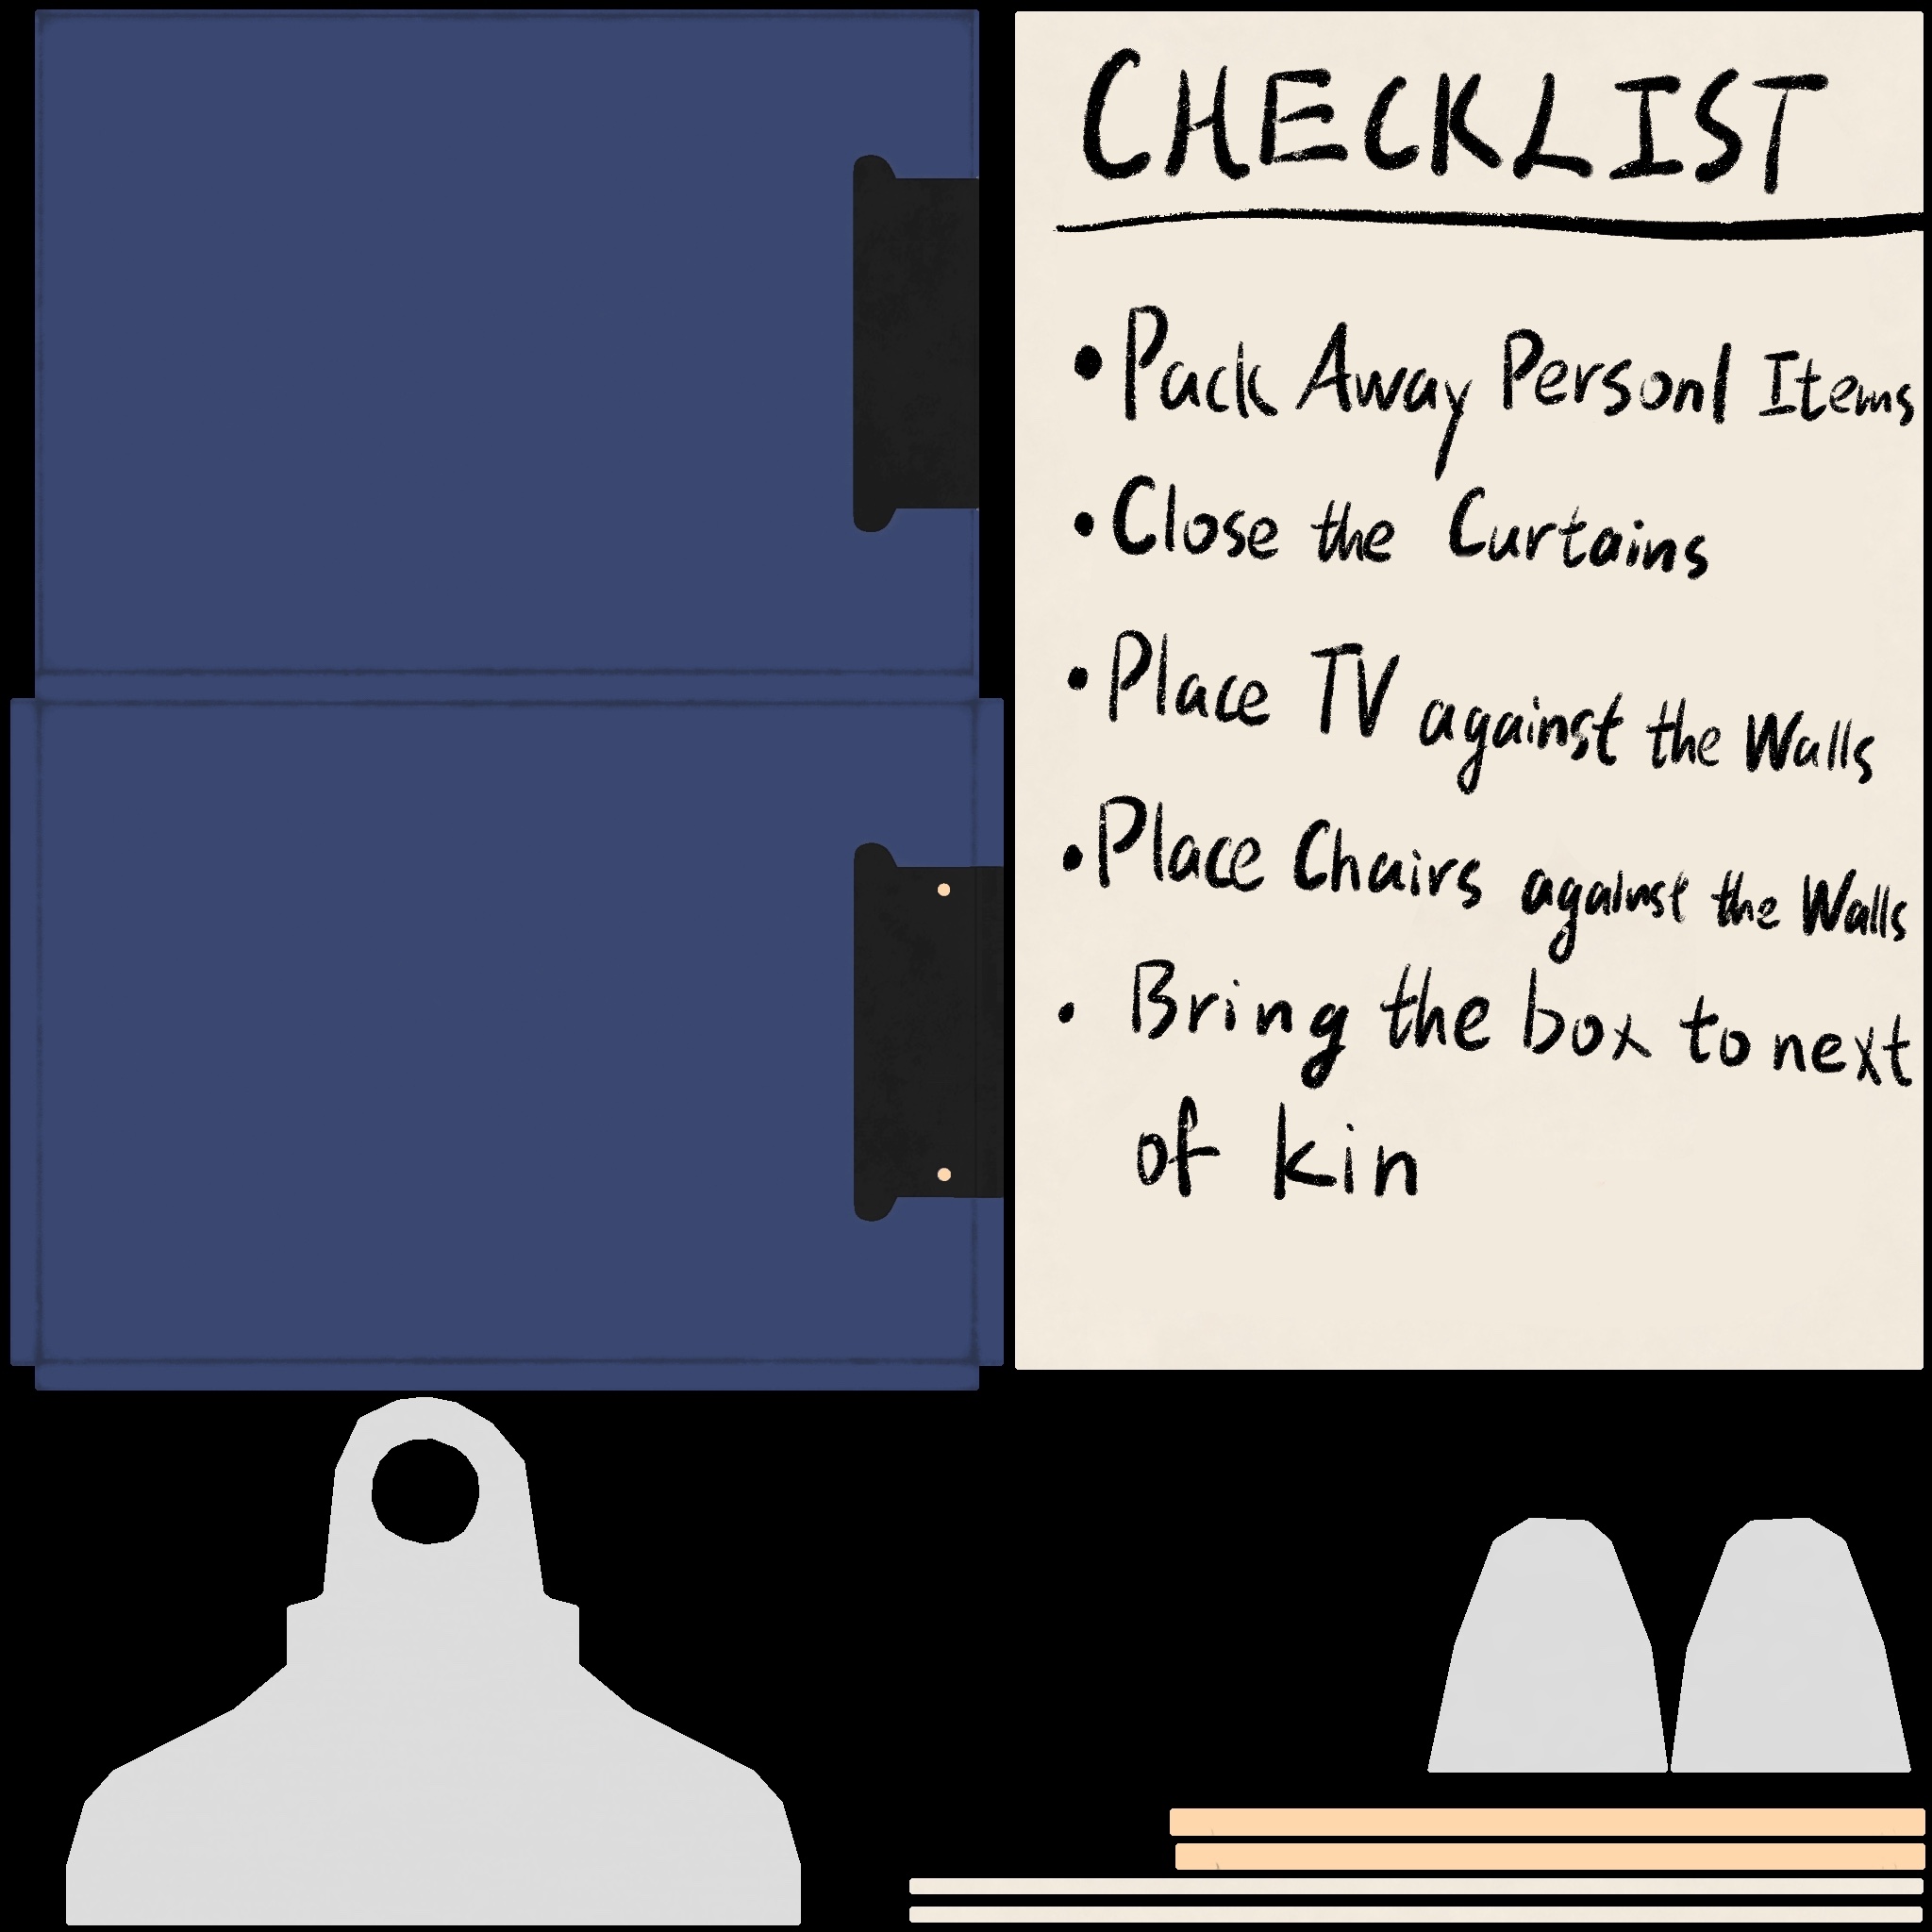 CHECKLIST
• Pack Away Personl Items
• Close the Curtains
• Place TV against the Walls
• Place Chairs against the Walls
• Bring the box to next
of kin